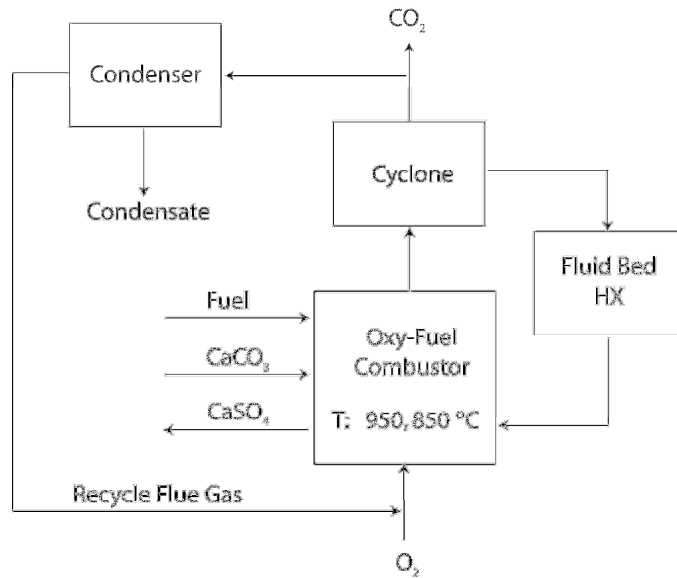 CO₂
Condenser
Cyclone
Condensate
Fluid Bed
HX
Fuel
Oxy-Fuel
Combustor
CaCO₃
CaSO₄
T: 950, 850 °C
Recycle Flue Gas
O₂